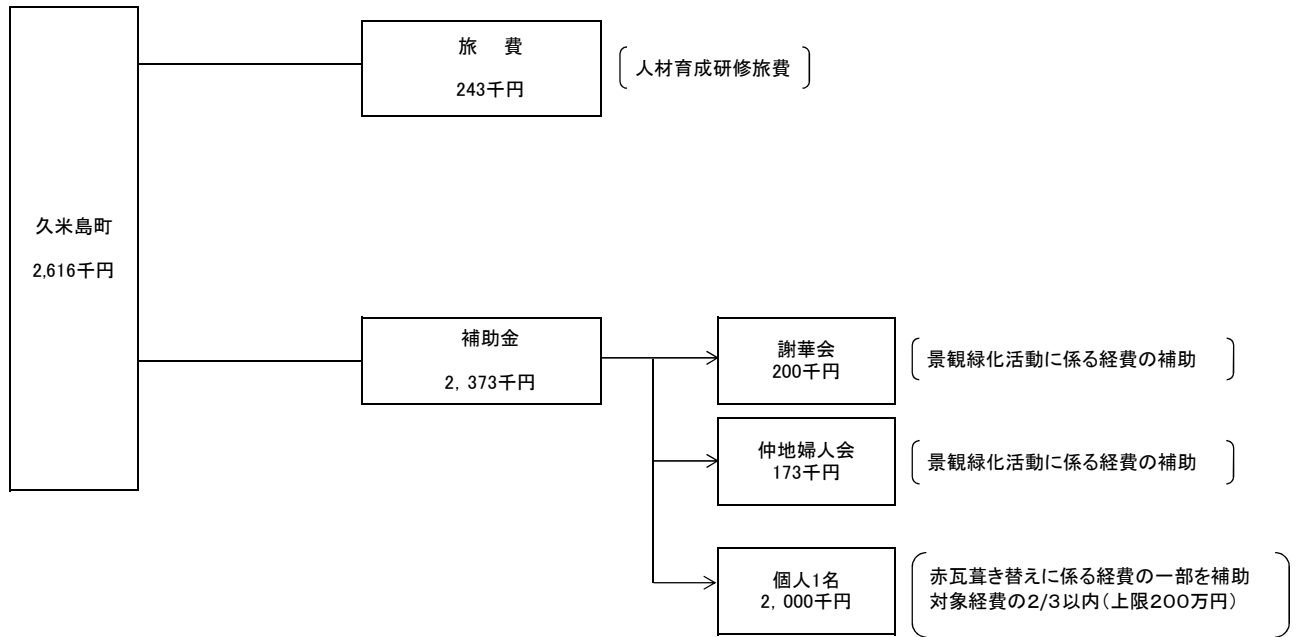 久米島町
2,616千円
旅 費
243千円
人材育成研修旅費
補助金
2，373千円
謝華会
200千円
景観緑化活動に係る経費の補助
仲地婦人会
173千円
景観緑化活動に係る経費の補助
個人1名
2，000千円
赤瓦葺き替えに係る経費の一部を補助
対象経費の2/3以内（上限２００万円）